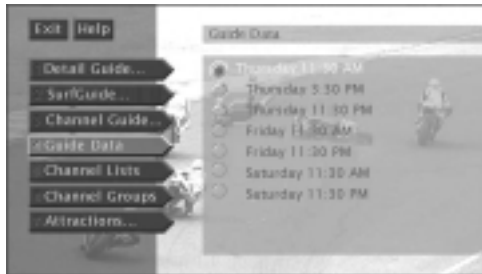 Exit Help
Guide Data
Detail Guide...
SurfGuide...
Channel Guide...
Guide Data
Channel Lists
Channel Groups
Attractions...
Thursday 11:30 AM
Thursday 3:30 PM
Thursday 11:30 PM
Friday 11:30 AM
Friday 11:30 PM
Saturday 11:30 AM
Saturday 11:30 PM